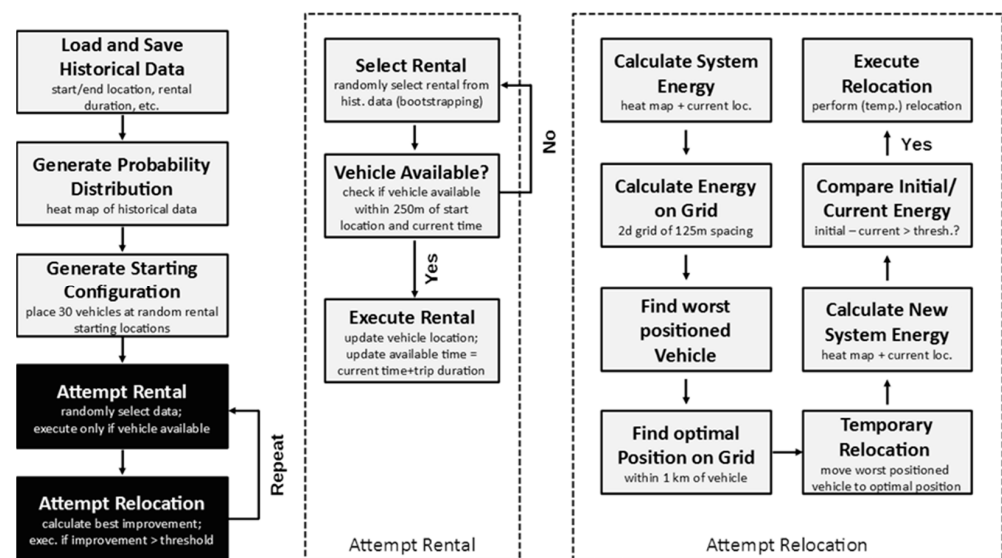 Load and Save
Historical Data
start/end location, rental
duration, etc.
Generate Probability
Distribution
heat map of historical data
Generate Starting
Configuration
place 30 vehicles at random rental
starting locations
Attempt Rental
randomly select data;
execute only if vehicle available
Attempt Relocation
calculate best improvement;
exec. if improvement > threshold
Repeat
Select Rental
randomly select rental from
hist. data (bootstrapping)
Vehicle Available?
check if vehicle available
within 250m of start
location and current time
No
Yes
Execute Rental
update vehicle location;
update available time =
current time+trip duration
Attempt Rental
Calculate System
Energy
heat map + current loc.
Calculate Energy
on Grid
2d grid of 125m spacing
Find worst
positioned
Vehicle
Find optimal
Position on Grid
within 1 km of vehicle
Temporary
Relocation
move worst positioned
vehicle to optimal position
Calculate New
System Energy
heat map + current loc.
Compare Initial/
Current Energy
initial – current > thresh.?
Yes
Execute
Relocation
perform (temp.) relocation
Attempt Relocation